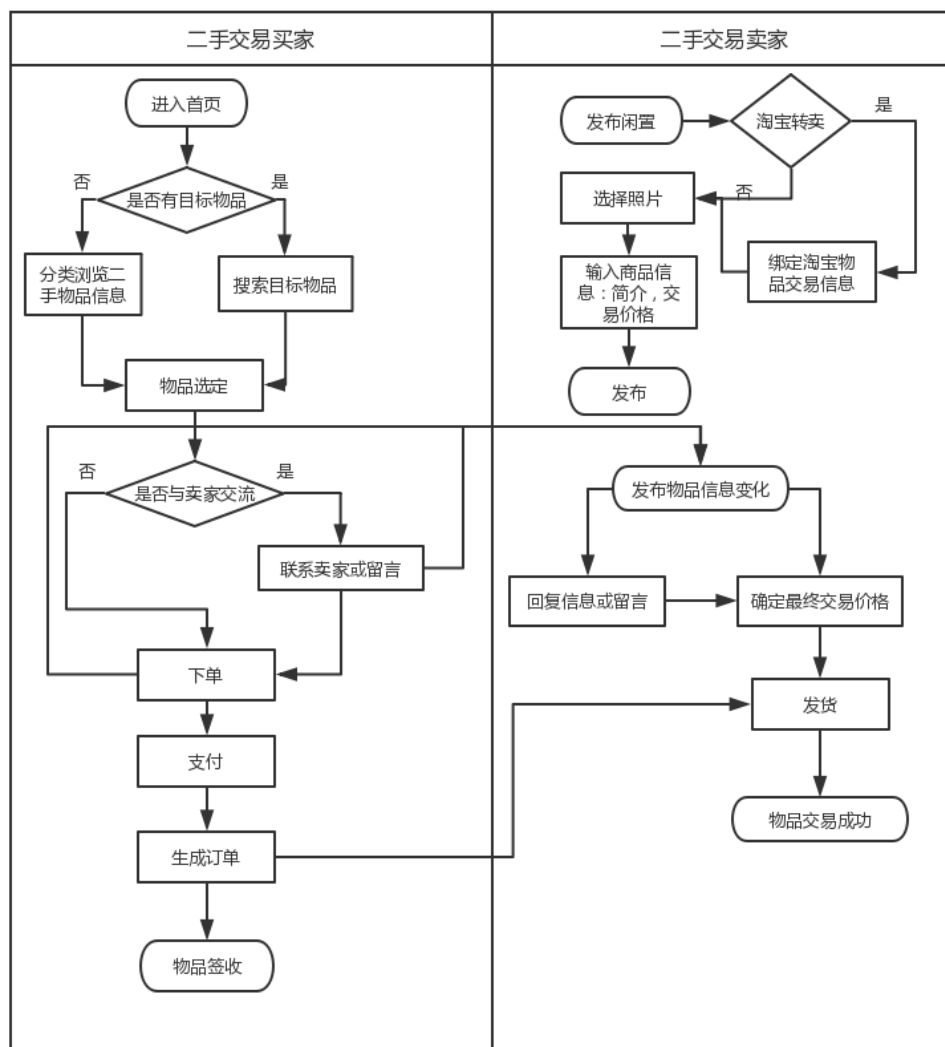 二手交易买家
二手交易卖家
进入首页
是否有目标物品
否
是
分类浏览二
手物品信息
搜索目标物品
物品选定
是否与卖家交流
否
是
联系卖家或留言
下单
支付
生成订单
物品签收
发布闲置
淘宝转卖
是
否
选择照片
绑定淘宝物
品交易信息
输入商品信
息：简介，交
易价格
发布
发布物品信息变化
回复信息或留言
确定最终交易价格
发货
物品交易成功